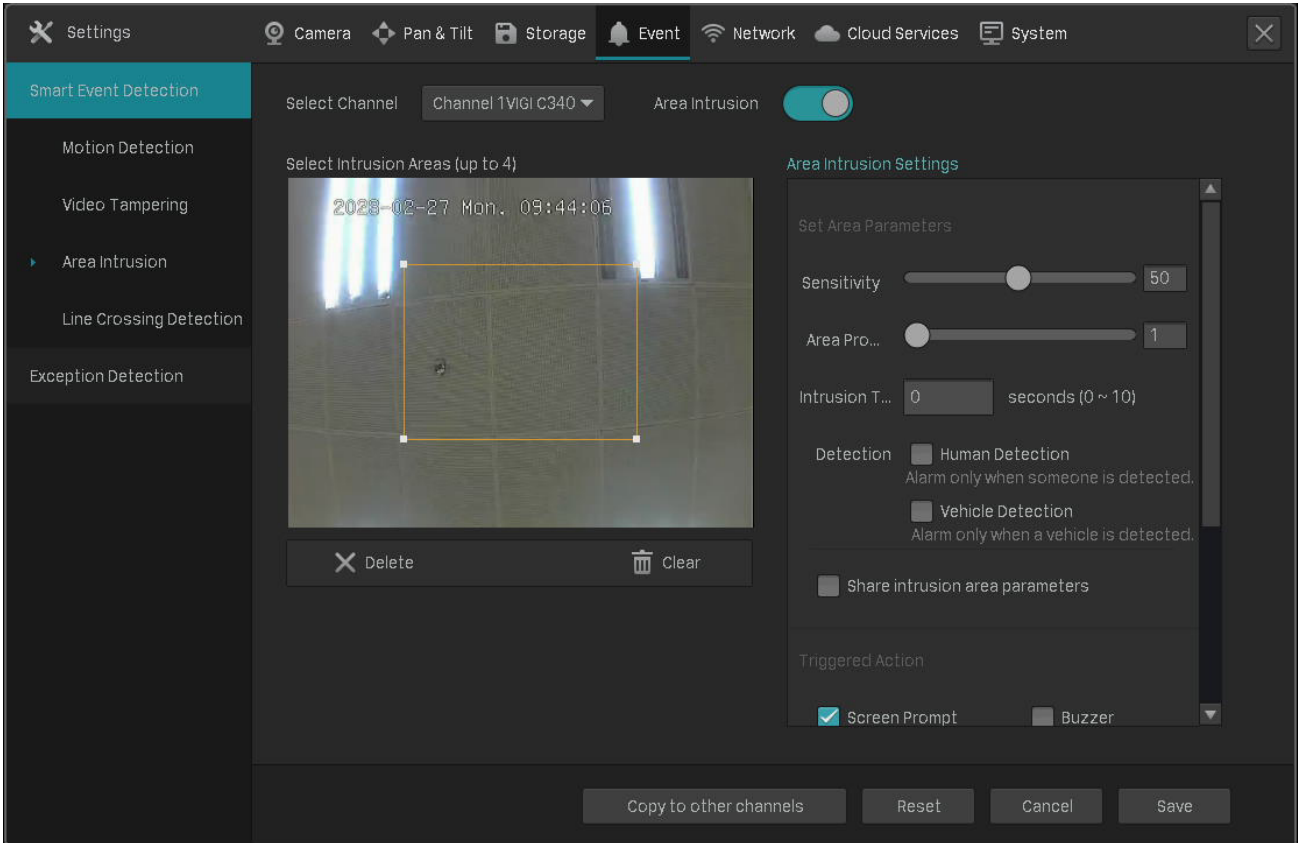 Settings
Camera
Pan & Tilt
Storage
Event
Network
Cloud Services
System
Smart Event Detection
Motion Detection
Video Tampering
Area Intrusion
Line Crossing Detection
Exception Detection
Select Channel
Channel 1VIGI C340
Area Intrusion
Select Intrusion Areas (up to 4)
2028-02-27 Mon. 09:44:06
Delete
Clear
Area Intrusion Settings
Set Area Parameters
Sensitivity
50
Area Pro...
1
Intrusion T...
0
seconds (0 ~ 10)
Detection
Human Detection
Alarm only when someone is detected.
Vehicle Detection
Alarm only when a vehicle is detected.
Share intrusion area parameters
Triggered Action
Screen Prompt
Buzzer
Copy to other channels
Reset
Cancel
Save